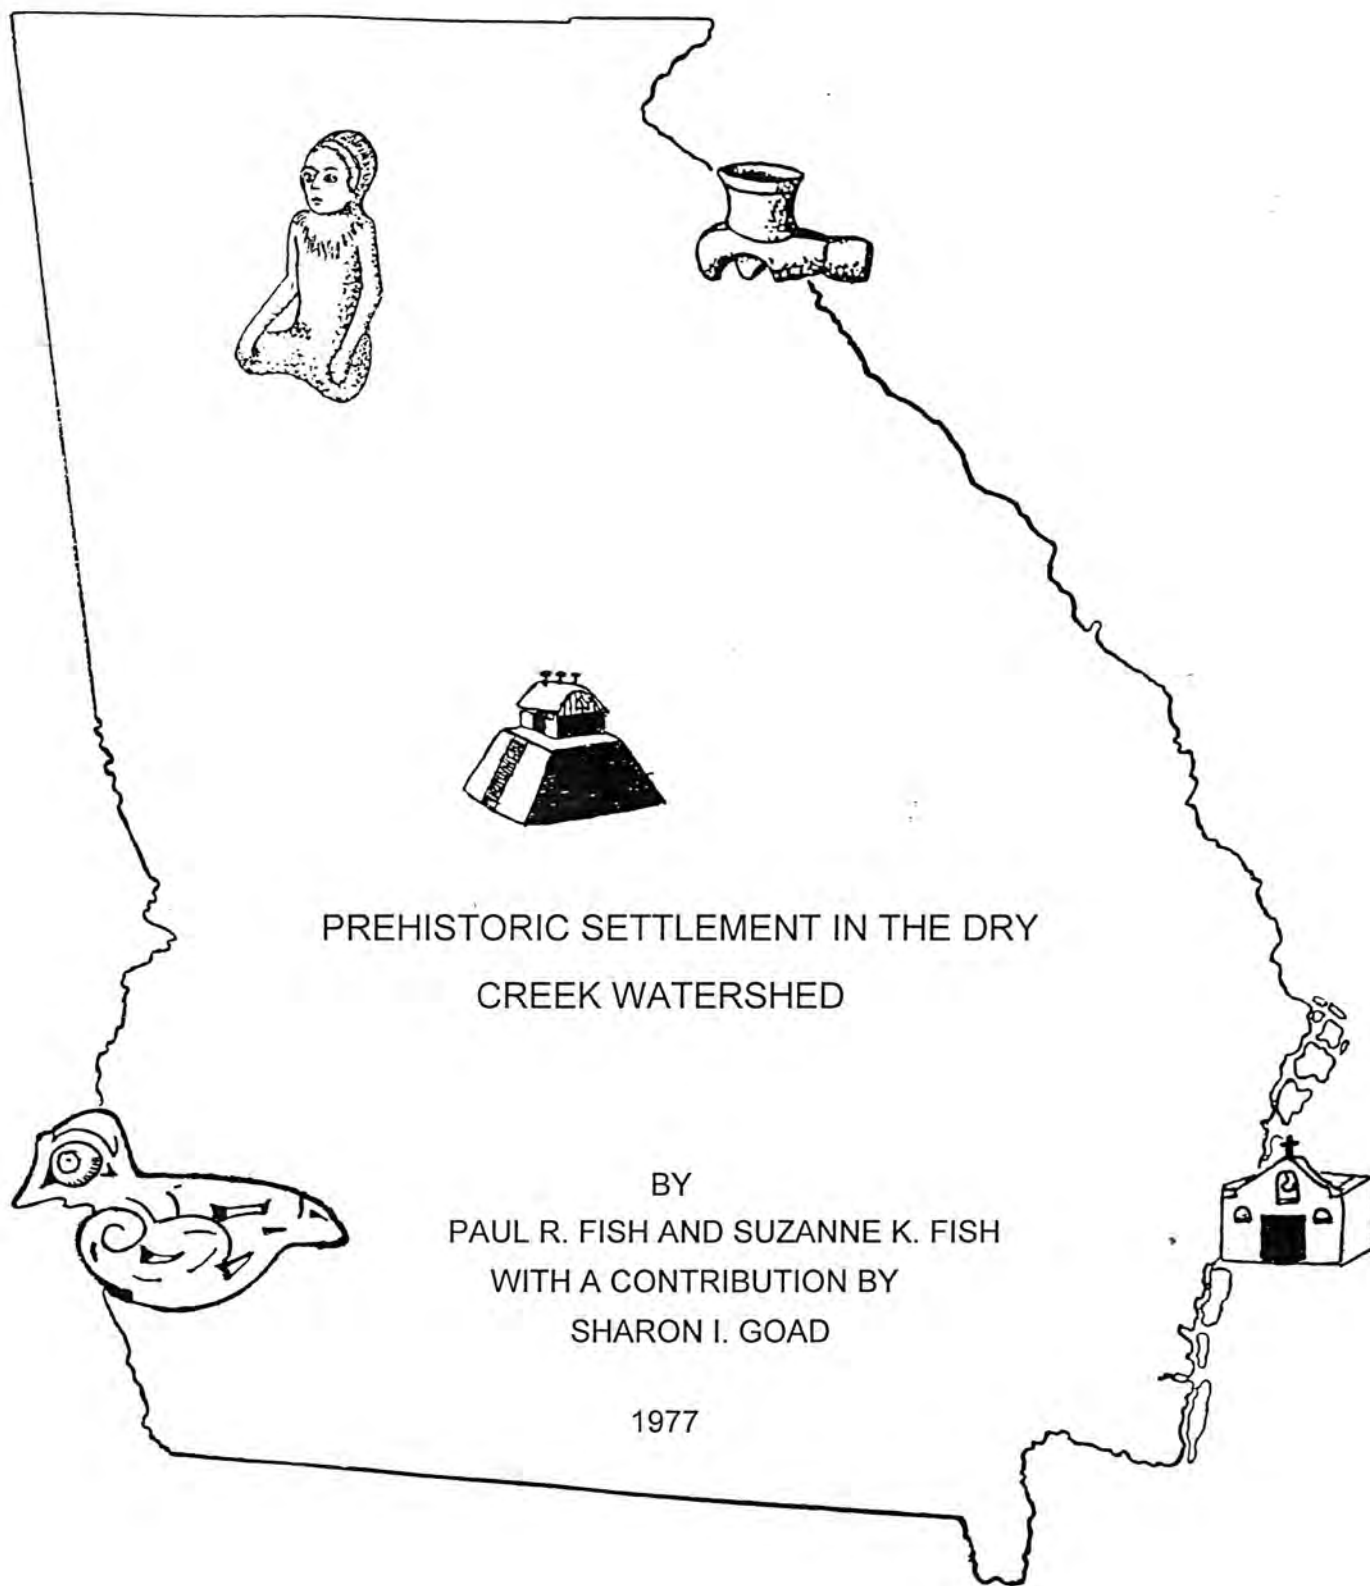 PREHISTORIC SETTLEMENT IN THE DRY
CREEK WATERSHED
BY
PAUL R. FISH AND SUZANNE K. FISH
WITH A CONTRIBUTION BY
SHARON I. GOAD
1977